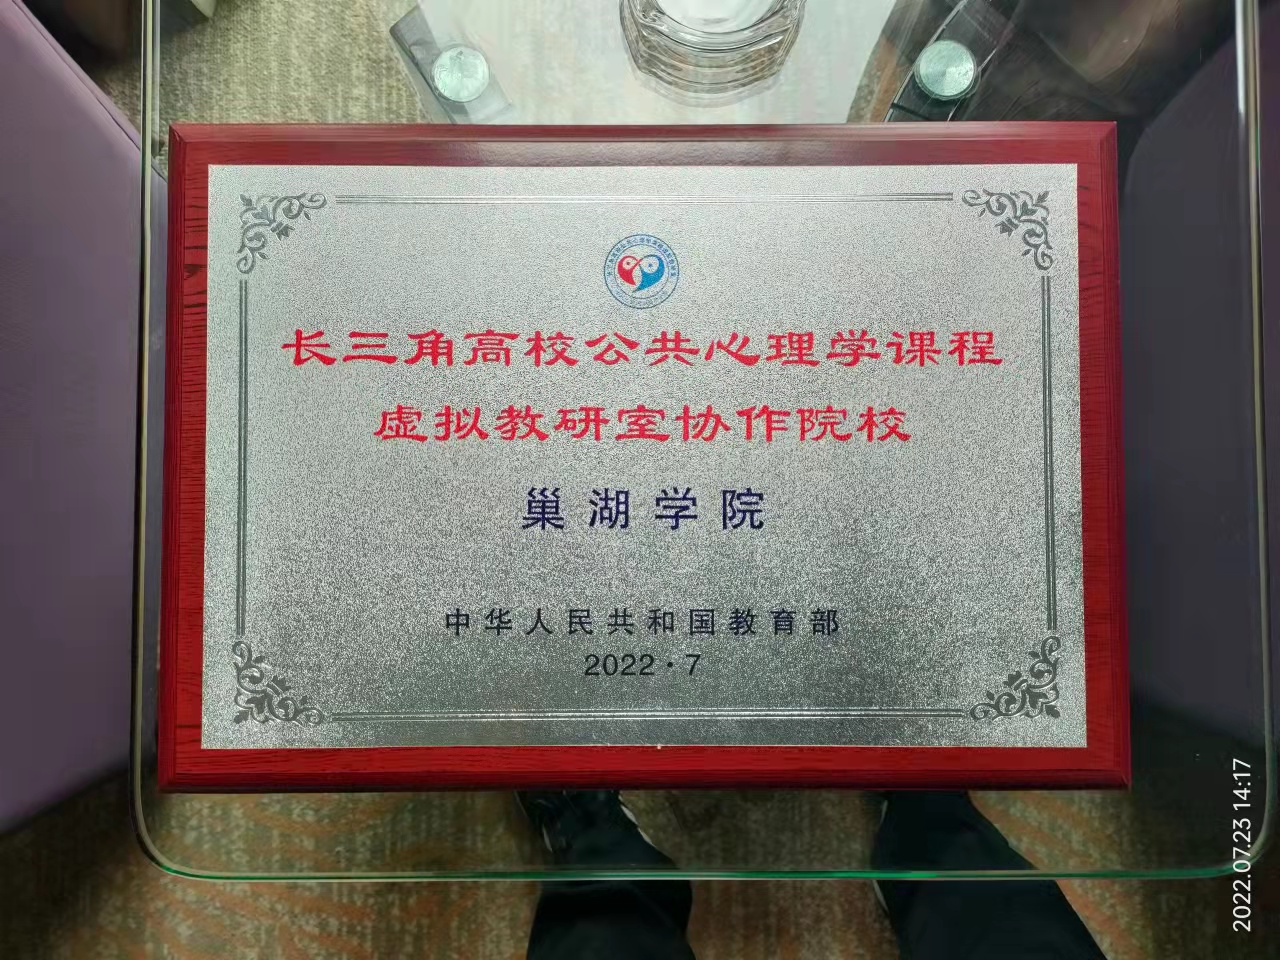 长三角高校公共心理学课程
虚拟教研室协作院校
巢湖学院
中华人民共和国教育部
2022·7
2022.07.23 14:17